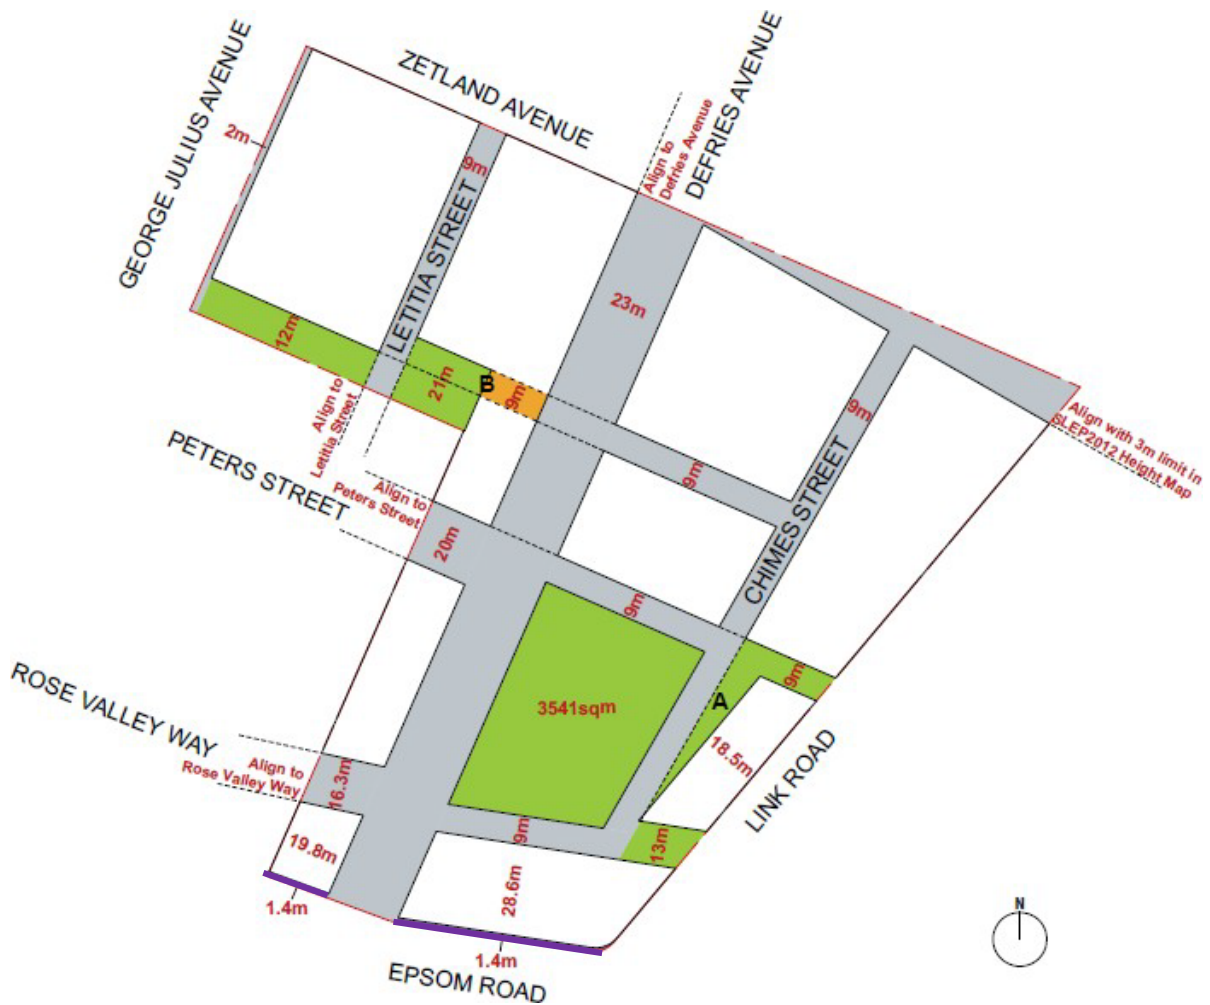 GEORGE JULIUS AVENUE
ZETLAND AVENUE
DEFRIES AVENUE
Align to
Defries Avenue
2m
9m
LETITIA STREET
23m
12m
21m
B
9m
Align to
Letitia Street
9m
9m
CHIMES STREET
Align with 3m limit in
SLEP2012 Height Map
PETERS STREET
Align to
Peters Street
20m
9m
9m
A
3541sqm
18.5m
LINK ROAD
ROSE VALLEY WAY
Align to
Rose Valley Way
16.3m
9m
13m
19.8m
28.6m
1.4m
1.4m
EPSOM ROAD
N